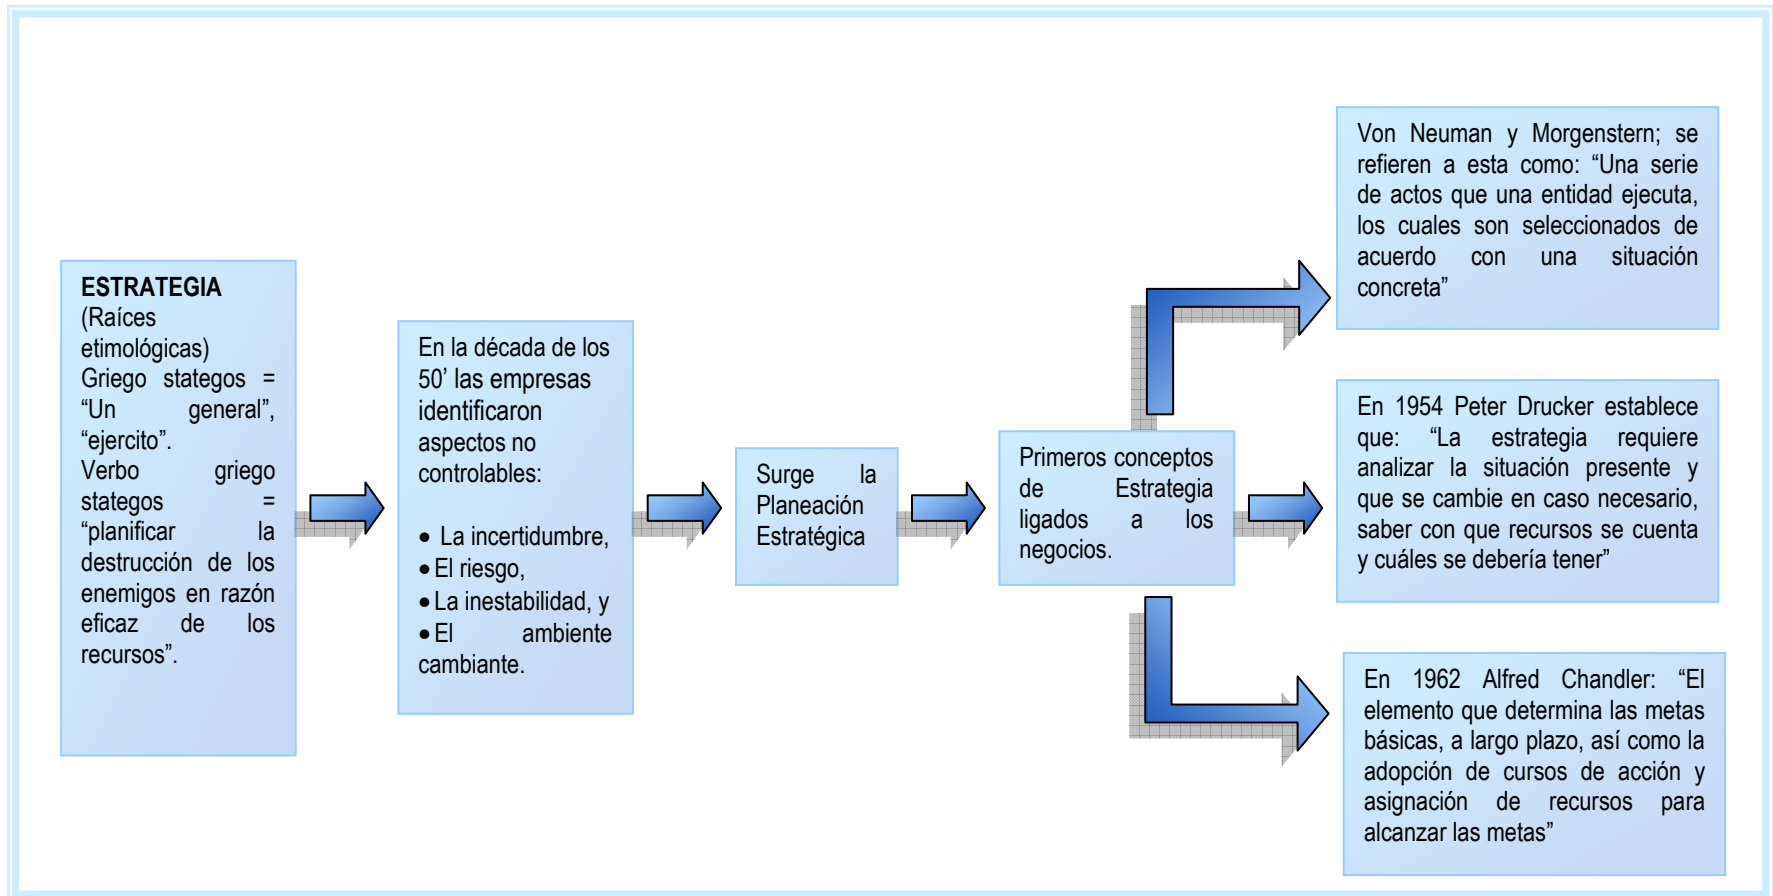 ESTRATEGIA
(Raíces
etimológicas)
Griego stategos =
“Un general”,
“ejercito”.
Verbo griego
stategos =
“planificar la
destrucción de los
enemigos en razón
eficaz de los
recursos”.
En la década de los
50’ las empresas
identificaron
aspectos no
controlables:
• La incertidumbre,
• El riesgo,
• La inestabilidad, y
• El ambiente
cambiante.
Surge la
Planeación
Estratégica
Primeros conceptos
de Estrategia
ligados a los
negocios.
Von Neuman y Morgenstern; se
refieren a esta como: “Una serie
de actos que una entidad ejecuta,
los cuales son seleccionados de
acuerdo con una situación
concreta”
En 1954 Peter Drucker establece
que: “La estrategia requiere
analizar la situación presente y
que se cambie en caso necesario,
saber con que recursos se cuenta
y cuáles se debería tener”
En 1962 Alfred Chandler: “El
elemento que determina las metas
básicas, a largo plazo, así como la
adopción de cursos de acción y
asignación de recursos para
alcanzar las metas”